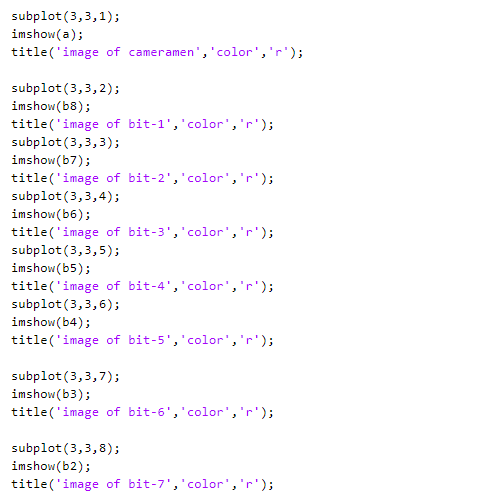 subplot(3,3,1);
imshow(a);
title('image of cameramen','color','r');
subplot(3,3,2);
imshow(b8);
title('image of bit-1','color','r');
subplot(3,3,3);
imshow(b7);
title('image of bit-2','color','r');
subplot(3,3,4);
imshow(b6);
title('image of bit-3','color','r');
subplot(3,3,5);
imshow(b5);
title('image of bit-4','color','r');
subplot(3,3,6);
imshow(b4);
title('image of bit-5','color','r');
subplot(3,3,7);
imshow(b3);
title('image of bit-6','color','r');
subplot(3,3,8);
imshow(b2);
title('image of bit-7','color','r');